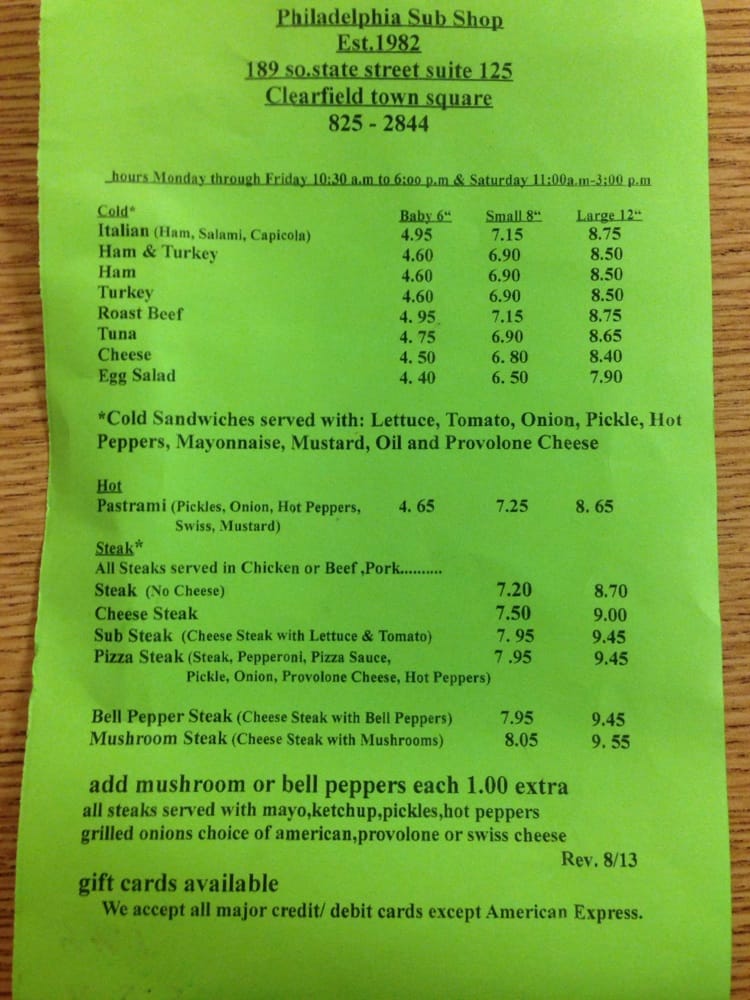 Philadelphia Sub Shop
Est.1982
189 so.state street suite 125
Clearfield town square
825 - 2844
hours Monday through Friday 10:30 a.m to 6:00 p.m & Saturday 11:00a.m-3:00 p.m
Cold* Baby 6“ Small 8“ Large 12“
Italian (Ham, Salami, Capicola) 4.95 7.15 8.75
Ham & Turkey 4.60 6.90 8.50
Ham 4.60 6.90 8.50
Turkey 4.60 6.90 8.50
Roast Beef 4. 95 7.15 8.75
Tuna 4. 75 6.90 8.65
Cheese 4. 50 6. 80 8.40
Egg Salad 4. 40 6. 50 7.90
*Cold Sandwiches served with: Lettuce, Tomato, Onion, Pickle, Hot
Peppers, Mayonnaise, Mustard, Oil and Provolone Cheese
Hot
Pastrami (Pickles, Onion, Hot Peppers, 4. 65 7.25 8. 65
Swiss, Mustard)
Steak*
All Steaks served in Chicken or Beef ,Pork..........
Steak (No Cheese) 7.20 8.70
Cheese Steak 7.50 9.00
Sub Steak (Cheese Steak with Lettuce & Tomato) 7. 95 9.45
Pizza Steak (Steak, Pepperoni, Pizza Sauce, 7 .95 9.45
Pickle, Onion, Provolone Cheese, Hot Peppers)
Bell Pepper Steak (Cheese Steak with Bell Peppers) 7.95 9.45
Mushroom Steak (Cheese Steak with Mushrooms) 8.05 9. 55
add mushroom or bell peppers each 1.00 extra
all steaks served with mayo,ketchup,pickles,hot peppers
grilled onions choice of american,provolone or swiss cheese
Rev. 8/13
gift cards available
We accept all major credit/ debit cards except American Express.